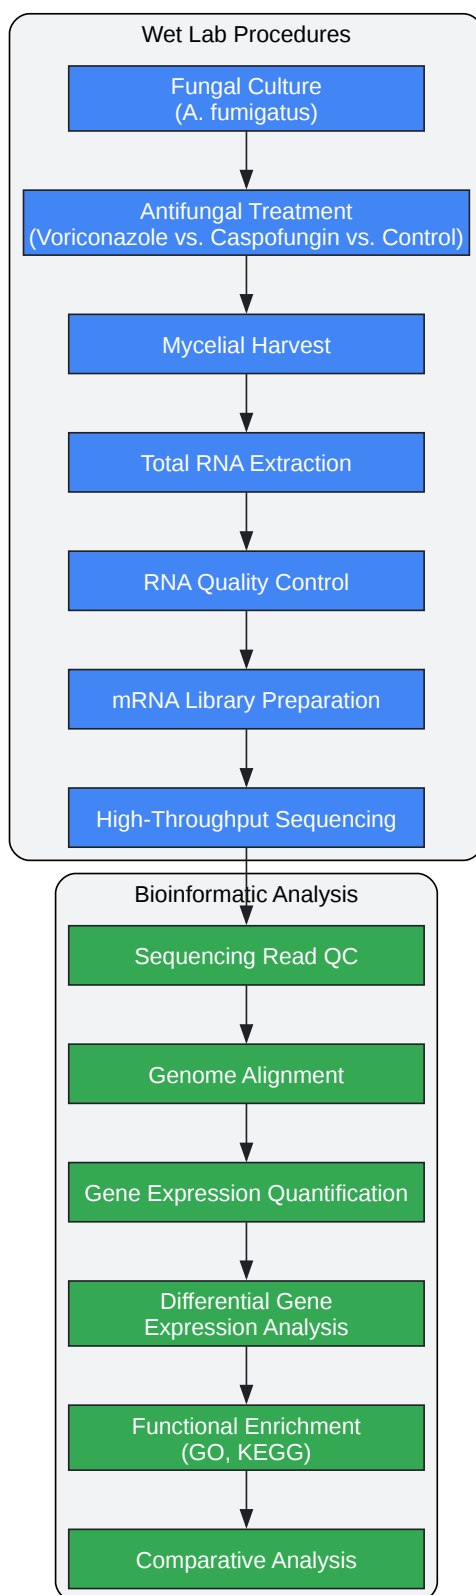 Wet Lab Procedures
Fungal Culture
(A. fumigatus)
Antifungal Treatment
(Voriconazole vs. Caspofungin vs. Control)
Mycelial Harvest
Total RNA Extraction
RNA Quality Control
mRNA Library Preparation
High-Throughput Sequencing
Bioinformatic Analysis
Sequencing Read QC
Genome Alignment
Gene Expression Quantification
Differential Gene
Expression Analysis
Functional Enrichment
(GO, KEGG)
Comparative Analysis